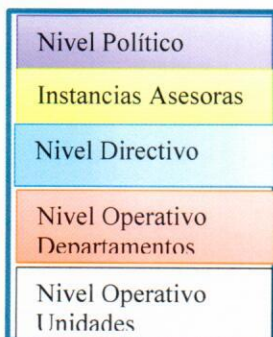 Nivel Político
Instancias Asesoras
Nivel Directivo
Nivel Operativo
Departamentos
Nivel Operativo
Unidades